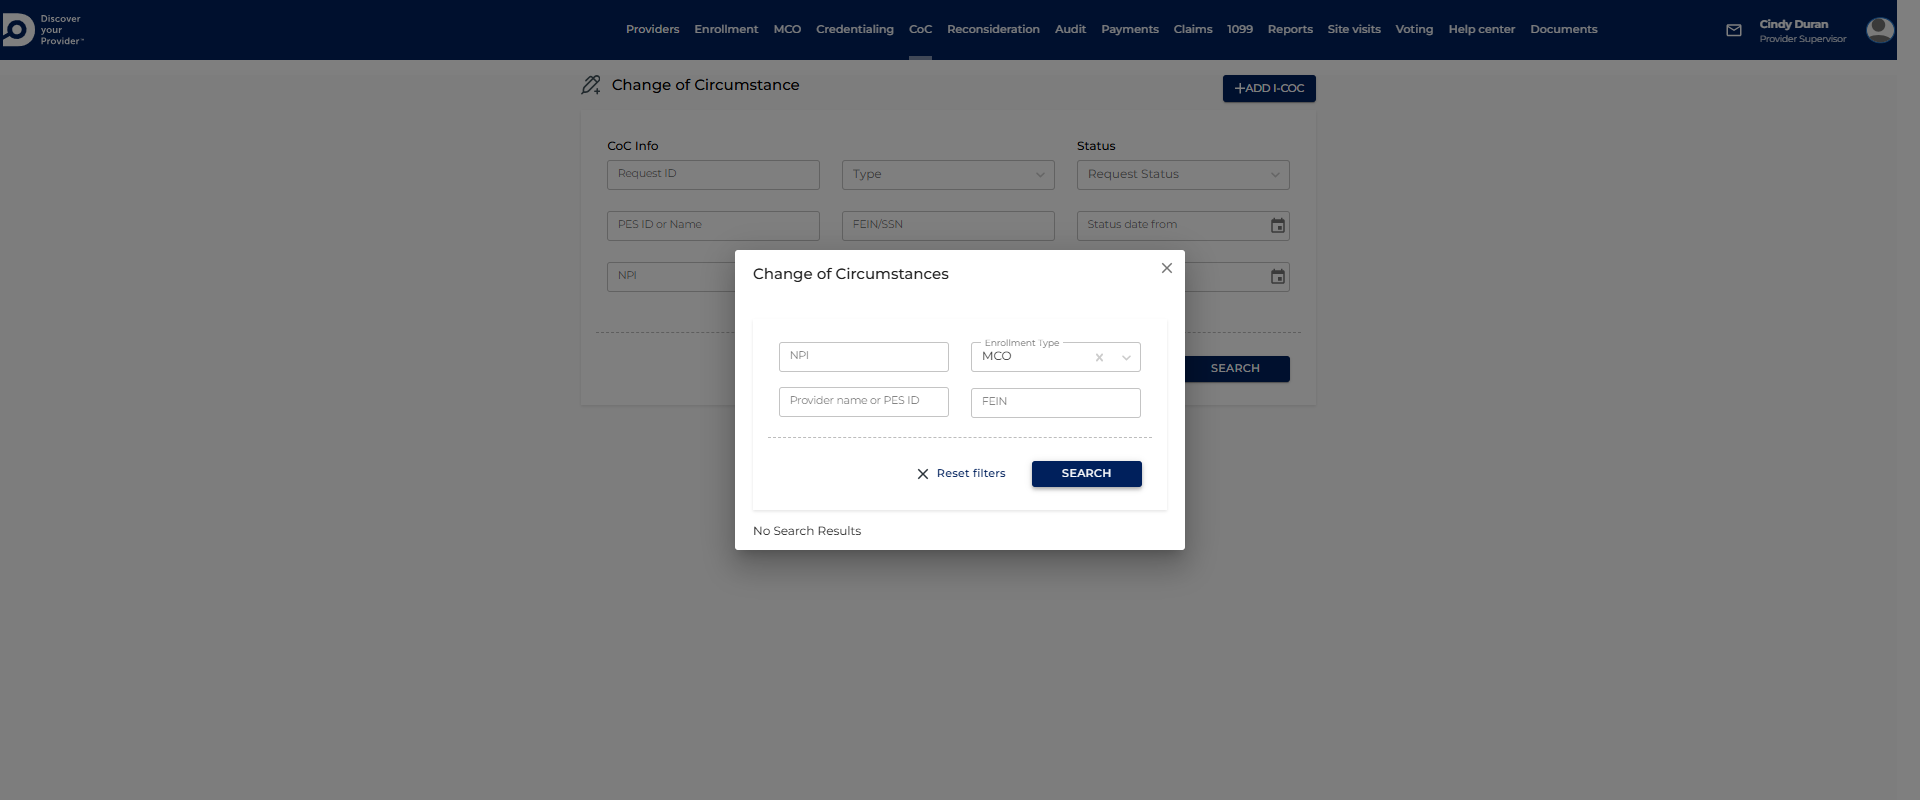 Discover
your
Provider™
Providers Enrollment MCO Credentialing CoC Reconsideration Audit Payments Claims 1099 Reports Site visits Voting Help center Documents
Cindy Duran
Provider Supervisor
Change of Circumstance
+ADD I-COC
CoC Info
Status
Request ID
Type
Request Status
PES ID or Name
FEIN/SSN
Status date from
NPI
SEARCH
Change of Circumstances
NPI
Enrollment Type
MCO
Provider name or PES ID
FEIN
Reset filters
SEARCH
No Search Results